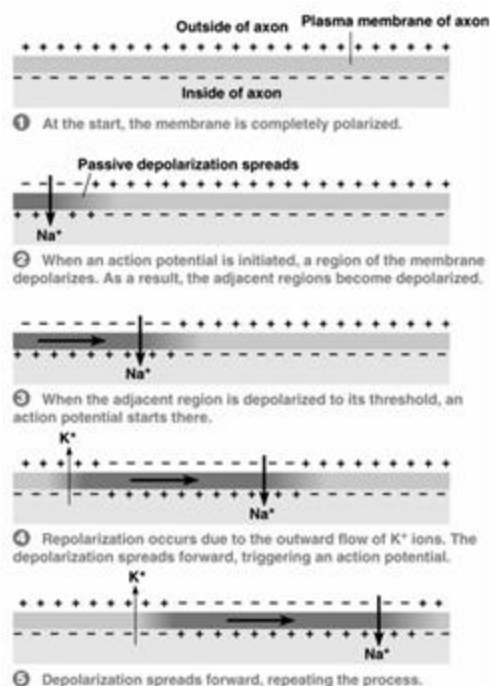 Outside of axon
Plasma membrane of axon
+ + + + + + + + + + + + + + + + + + + + + + + + +
– – – – – – – – – – – – – – – – – – – – – – – –
Inside of axon
1 At the start, the membrane is completely polarized.
Passive depolarization spreads
Na+
2 When an action potential is initiated, a region of the membrane
depolarizes. As a result, the adjacent regions become depolarized.
Na+
3 When the adjacent region is depolarized to its threshold, an
action potential starts there.
K+
Na+
4 Repolarization occurs due to the outward flow of K+ ions. The
depolarization spreads forward, triggering an action potential.
K+
Na+
5 Depolarization spreads forward, repeating the process.